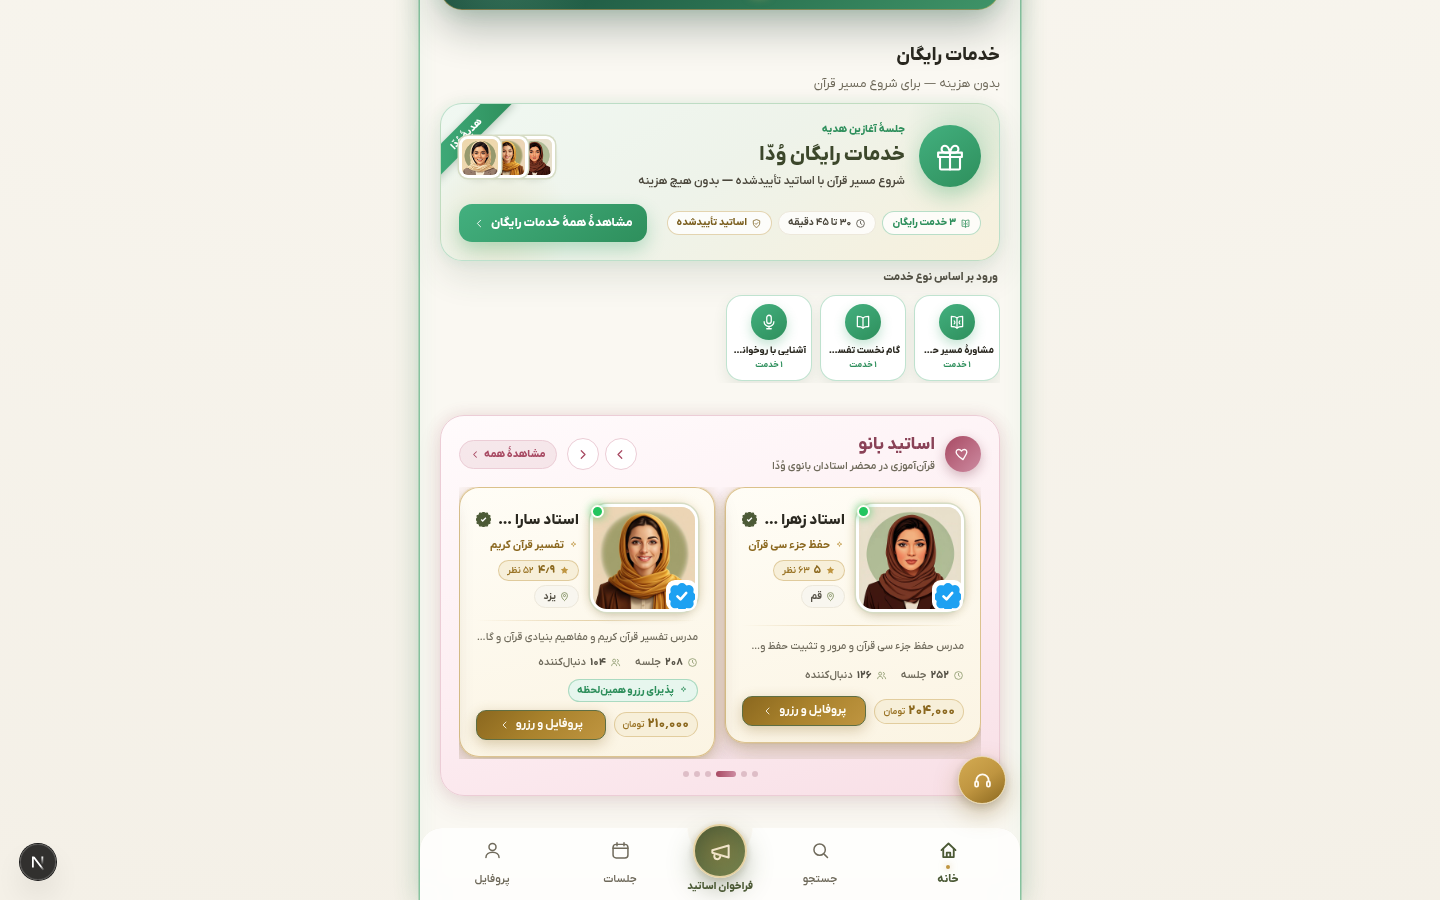 خدمات رایگان
بدون هزینه — برای شروع مسیر قرآن
جلسهٔ آغازین هدیه
خدمات رایگان وُدّا
شروع مسیر قرآن با اساتید تأییدشده — بدون هیچ هزینه
۳ خدمت رایگان
۳۰ تا ۴۵ دقیقه
اساتید تأییدشده
مشاهدهٔ همهٔ خدمات رایگان
ورود بر اساس نوع خدمت
مشاورهٔ مسیر حـ...
۱ خدمت
گام نخست تفسـ...
۱ خدمت
آشنایی با روخوانـ...
۱ خدمت
اساتید بانو
قرآن‌آموزی در محضر استادان بانوی وُدّا
مشاهدهٔ همه
استاد زهرا ...
حفظ جزء سی قرآن
۵ ۶۳ نظر
قم
مدرس حفظ جزء سی قرآن و مرور و تثبیت حفظ و...
۲۵۲ جلسه
۱۲۶ دنبال‌کننده
۲۰۴,۰۰۰ تومان
پروفایل و رزرو
استاد سارا ...
تفسیر قرآن کریم
۴٫۹ ۵۲ نظر
یزد
مدرس تفسیر قرآن کریم و مفاهیم بنیادی قرآن و گا...
۲۰۸ جلسه
۱۰۴ دنبال‌کننده
پذیرای رزرو همین‌لحظه
۲۱۰,۰۰۰ تومان
پروفایل و رزرو
خانه
جستجو
فراخوان اساتید
جلسات
پروفایل
N